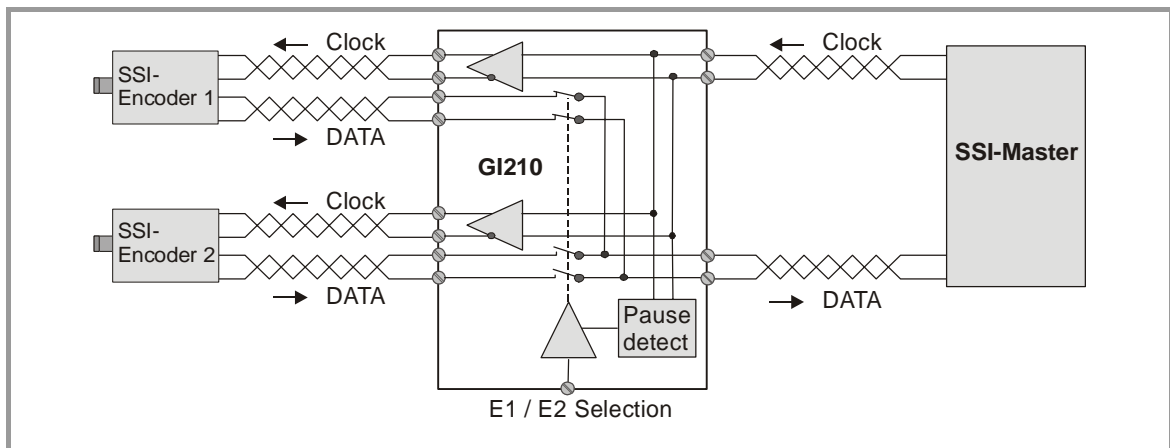 Clock
Clock
SSI-
Encoder 1
DATA
SSI-Master
GI210
Clock
SSI-
Encoder 2
DATA
DATA
Pause
detect
E1 / E2 Selection